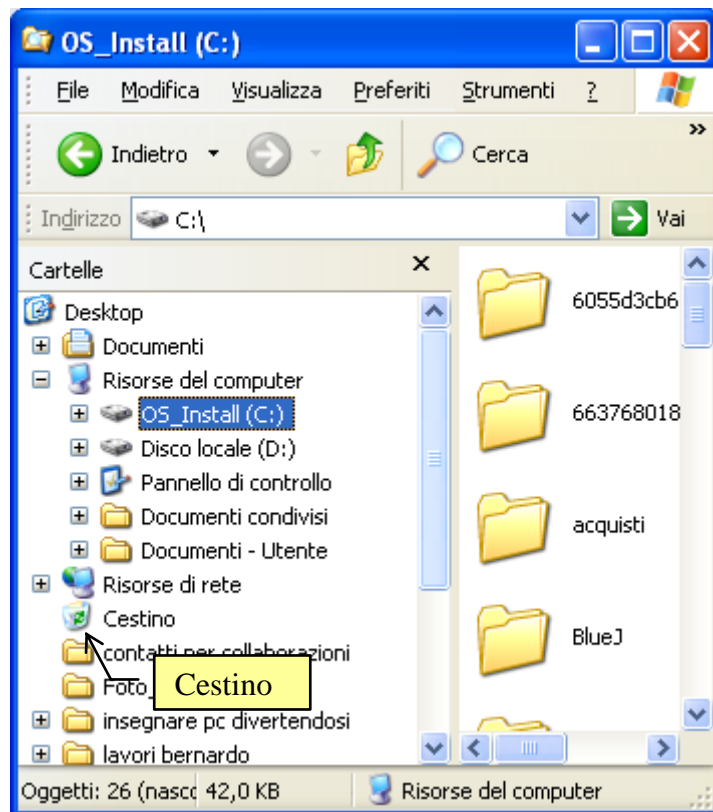 OS_Install (C:)
File Modifica Visualizza Preferiti Strumenti ?
Indietro Cerca »
Indirizzo C:\ Vai
Cartelle
Desktop
Documenti
Risorse del computer
OS_Install (C:)
Disco locale (D:)
Pannello di controllo
Documenti condivisi
Documenti - Utente
Risorse di rete
Cestino
contatti per collaborazioni
Foto_
Cestino
insegnare pc divertendosi
lavori bernardo
6055d3cb6
663768018
acquisti
BlueJ
Oggetti: 26 (nasco 42,0 KB Risorse del computer